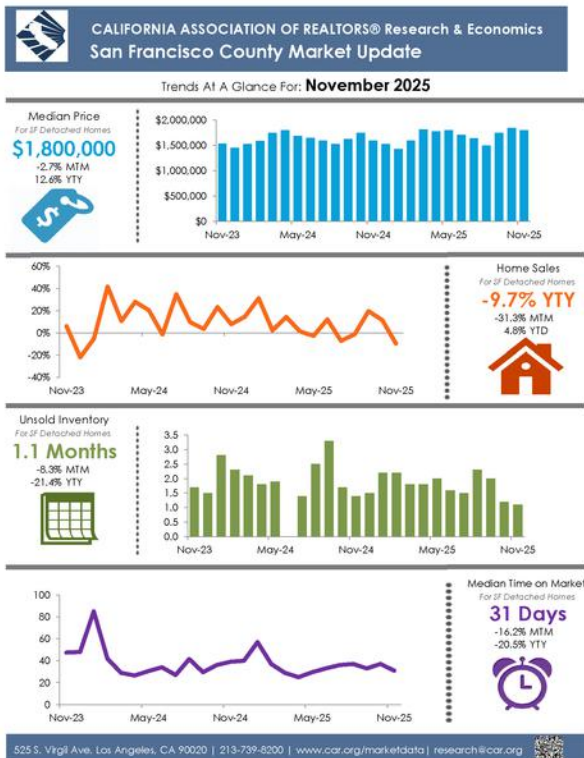 CALIFORNIA ASSOCIATION OF REALTORS® Research & Economics
San Francisco County Market Update
Trends At A Glance For: November 2025
Median Price
For SF Detached Homes
$1,800,000
-2.7% MTM
12.6% YTY
$
$2,000,000
$1,500,000
$1,000,000
$500,000
$0
Nov-23 May-24 Nov-24 May-25 Nov-25
60%
40%
20%
0%
-20%
-40%
Nov-23 May-24 Nov-24 May-25 Nov-25
Home Sales
For SF Detached Homes
-9.7% YTY
-31.3% MTM
4.8% YTD
Unsold Inventory
For SF Detached Homes
1.1 Months
-8.3% MTM
-21.4% YTY
3.5
3.0
2.5
2.0
1.5
1.0
0.5
0.0
Nov-23 May-24 Nov-24 May-25 Nov-25
100
80
60
40
20
0
Nov-23 May-24 Nov-24 May-25 Nov-25
Median Time on Market
For SF Detached Homes
31 Days
-16.2% MTM
-20.5% YTY
525 S. Virgil Ave. Los Angeles, CA 90020 | 213-739-8200 | www.car.org/marketdata | research@car.org